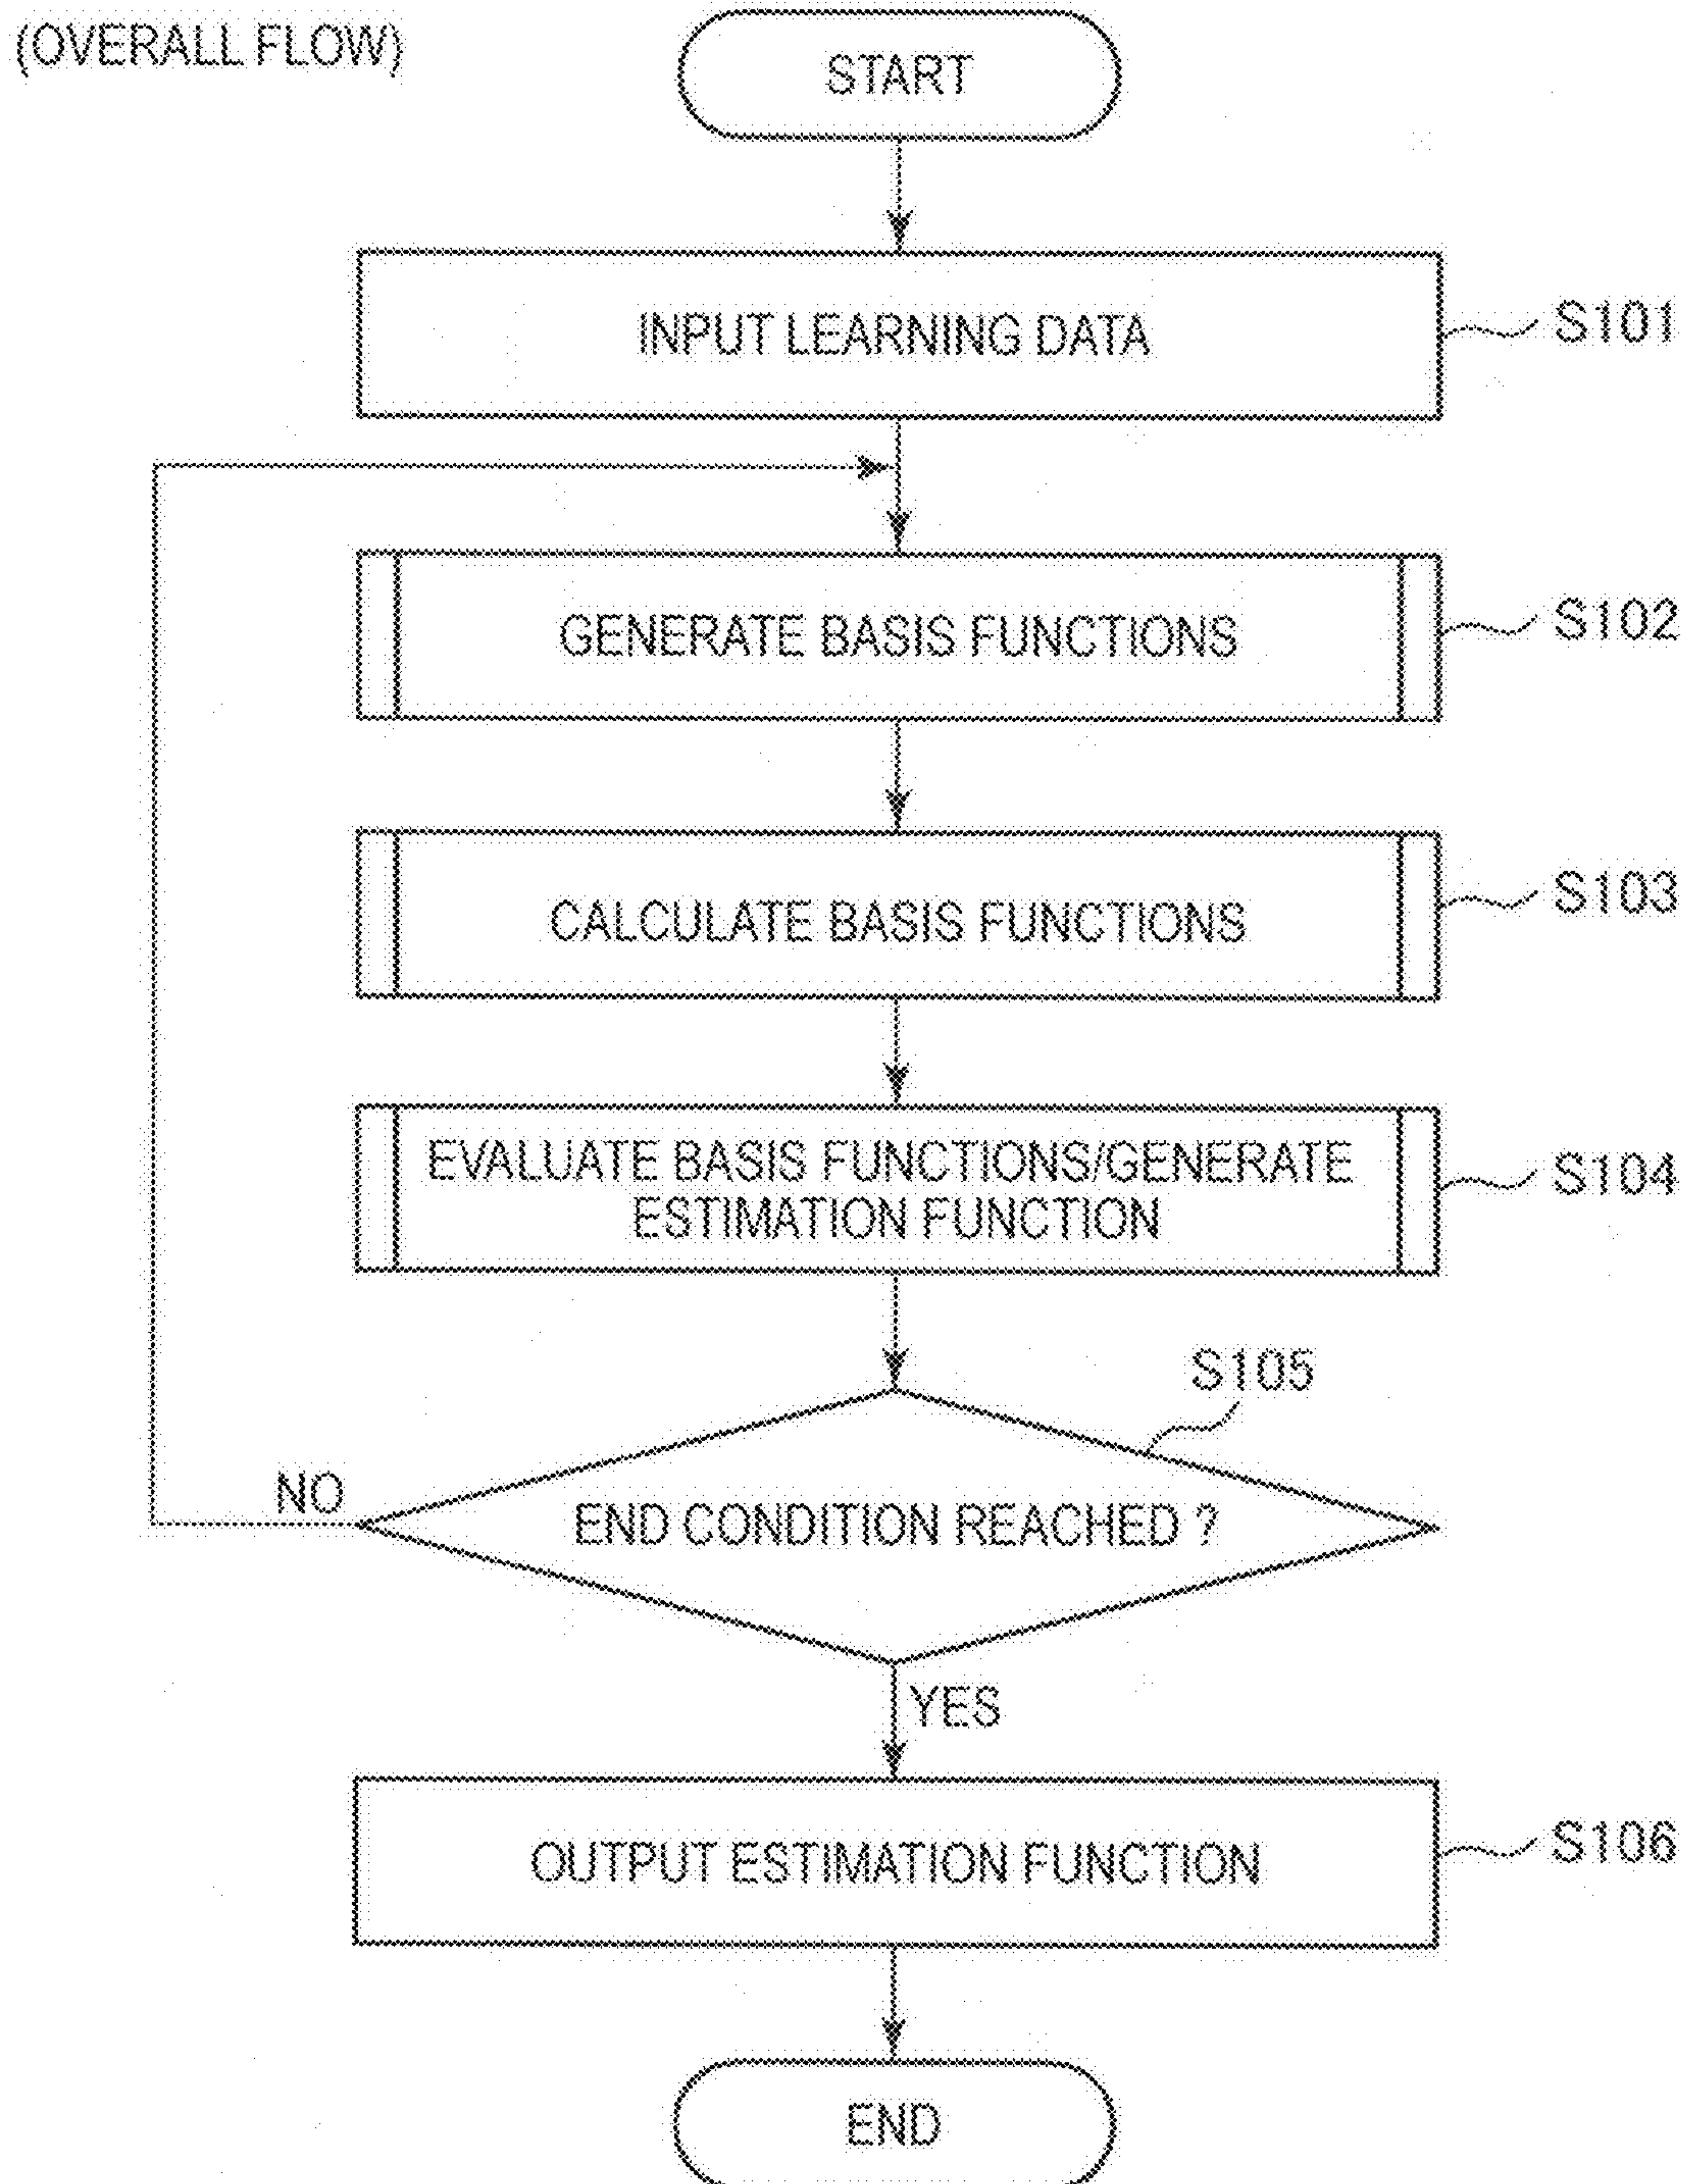 (OVERALL FLOW)
START
INPUT LEARNING DATA
S101
GENERATE BASIS FUNCTIONS
S102
CALCULATE BASIS FUNCTIONS
S103
EVALUATE BASIS FUNCTIONS/GENERATE
ESTIMATION FUNCTION
S104
S105
END CONDITION REACHED ?
NO
YES
OUTPUT ESTIMATION FUNCTION
S106
END